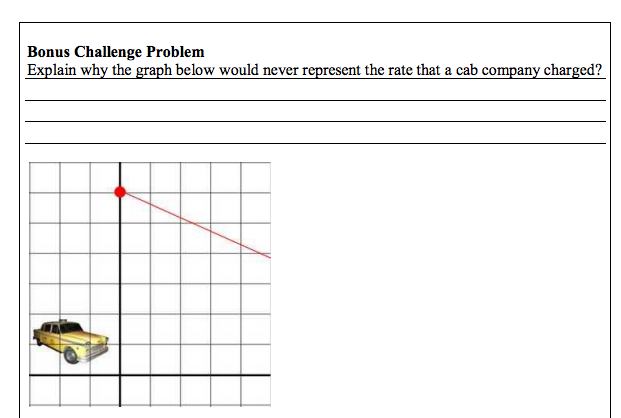 Bonus Challenge Problem
Explain why the graph below would never represent the rate that a cab company charged?